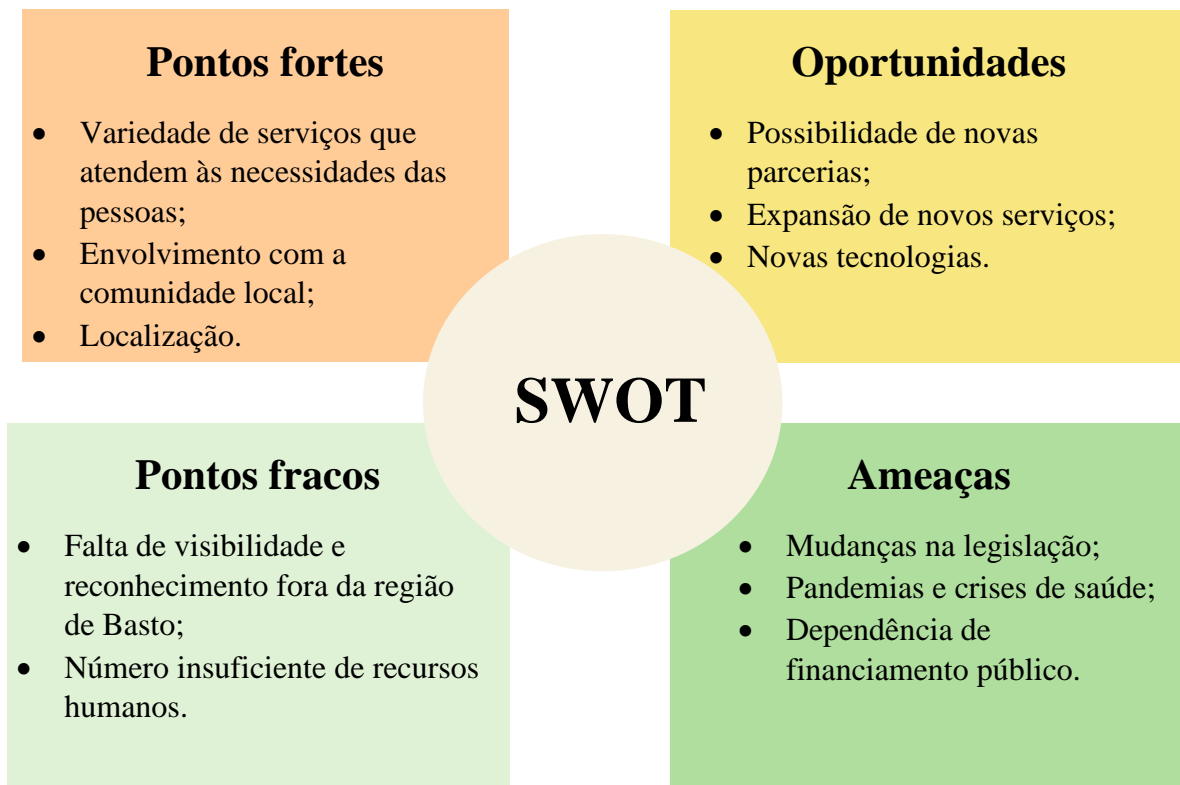 Pontos fortes
• Variedade de serviços que
atendem às necessidades das
pessoas;
• Envolvimento com a
comunidade local;
• Localização.
Oportunidades
• Possibilidade de novas
parcerias;
• Expansão de novos serviços;
• Novas tecnologias.
SWOT
Pontos fracos
• Falta de visibilidade e
reconhecimento fora da região
de Basto;
• Número insuficiente de recursos
humanos.
Ameaças
• Mudanças na legislação;
• Pandemias e crises de saúde;
• Dependência de
financiamento público.